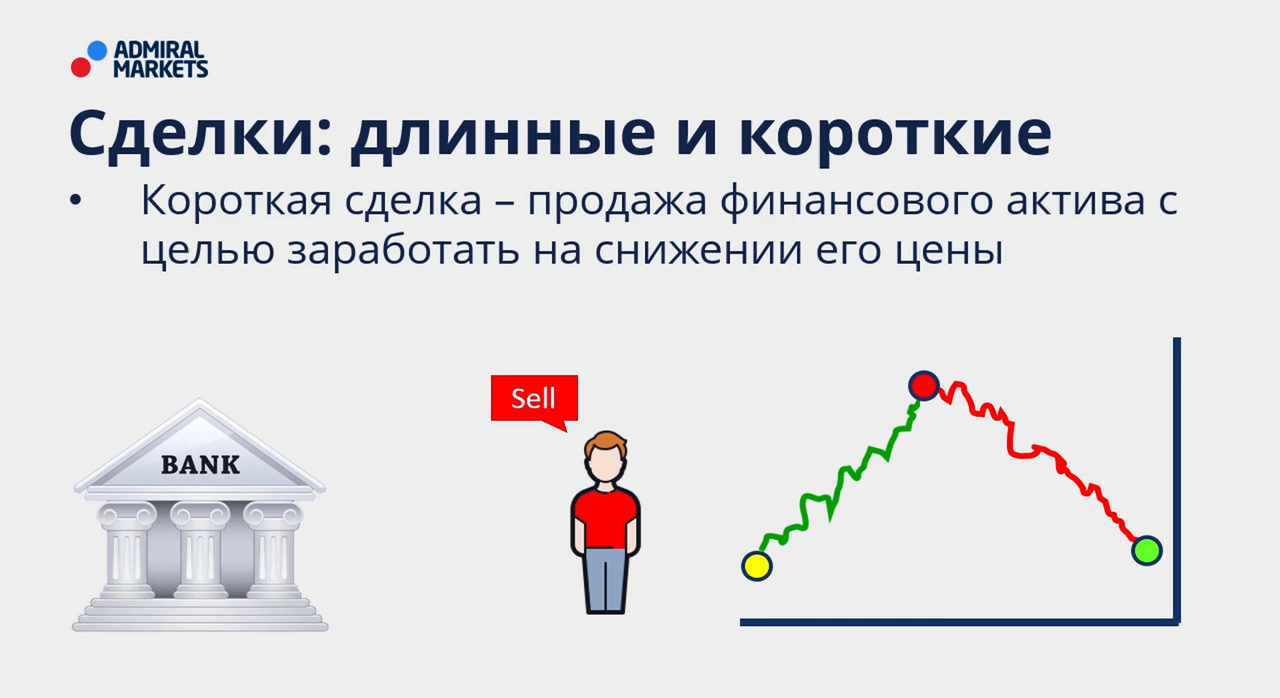 ADMIRAL
MARKETS
Сделки: длинные и короткие
• Короткая сделка – продажа финансового актива с
целью заработать на снижении его цены
Sell
BANK